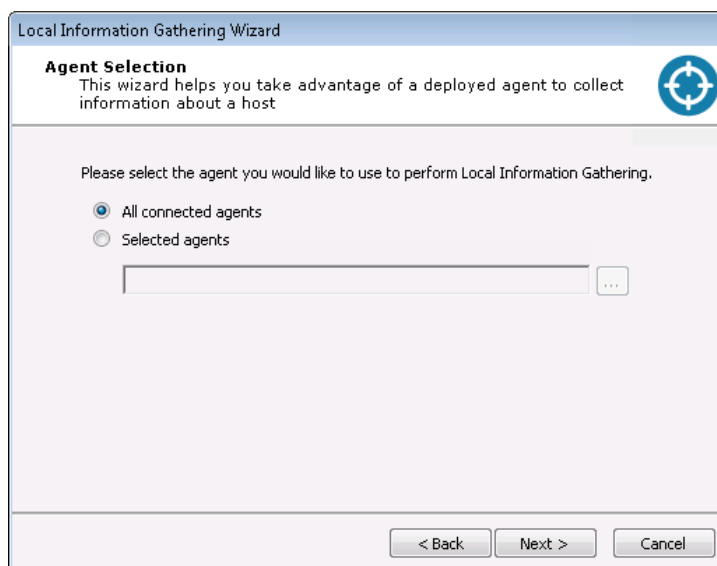 Local Information Gathering Wizard
Agent Selection
This wizard helps you take advantage of a deployed agent to collect
information about a host
Please select the agent you would like to use to perform Local Information Gathering.
All connected agents
Selected agents
...
< Back
Next >
Cancel